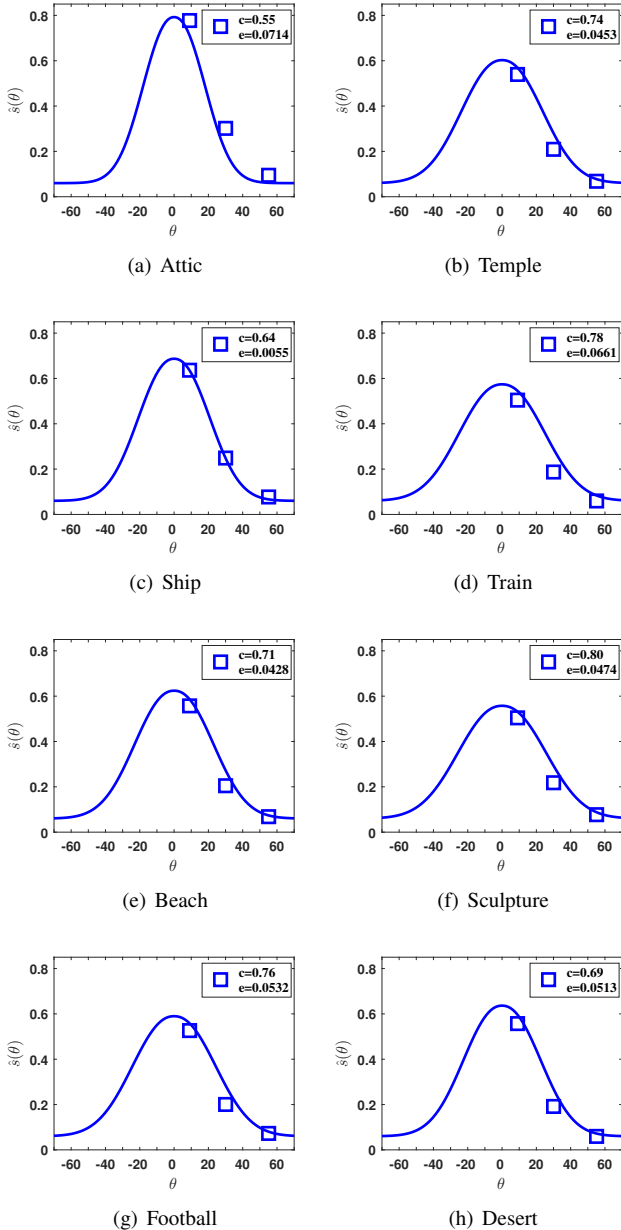 c=0.55
e=0.0714
0.8
0.6
0.4
0.2
0
ŝ(θ)
-60 -40 -20 0 20 40 60
θ
(a) Attic
c=0.74
e=0.0453
0.8
0.6
0.4
0.2
0
ŝ(θ)
-60 -40 -20 0 20 40 60
θ
(b) Temple
c=0.64
e=0.0055
0.8
0.6
0.4
0.2
0
ŝ(θ)
-60 -40 -20 0 20 40 60
θ
(c) Ship
c=0.78
e=0.0661
0.8
0.6
0.4
0.2
0
ŝ(θ)
-60 -40 -20 0 20 40 60
θ
(d) Train
c=0.71
e=0.0428
0.8
0.6
0.4
0.2
0
ŝ(θ)
-60 -40 -20 0 20 40 60
θ
(e) Beach
c=0.80
e=0.0474
0.8
0.6
0.4
0.2
0
ŝ(θ)
-60 -40 -20 0 20 40 60
θ
(f) Sculpture
c=0.76
e=0.0532
0.8
0.6
0.4
0.2
0
ŝ(θ)
-60 -40 -20 0 20 40 60
θ
(g) Football
c=0.69
e=0.0513
0.8
0.6
0.4
0.2
0
ŝ(θ)
-60 -40 -20 0 20 40 60
θ
(h) Desert